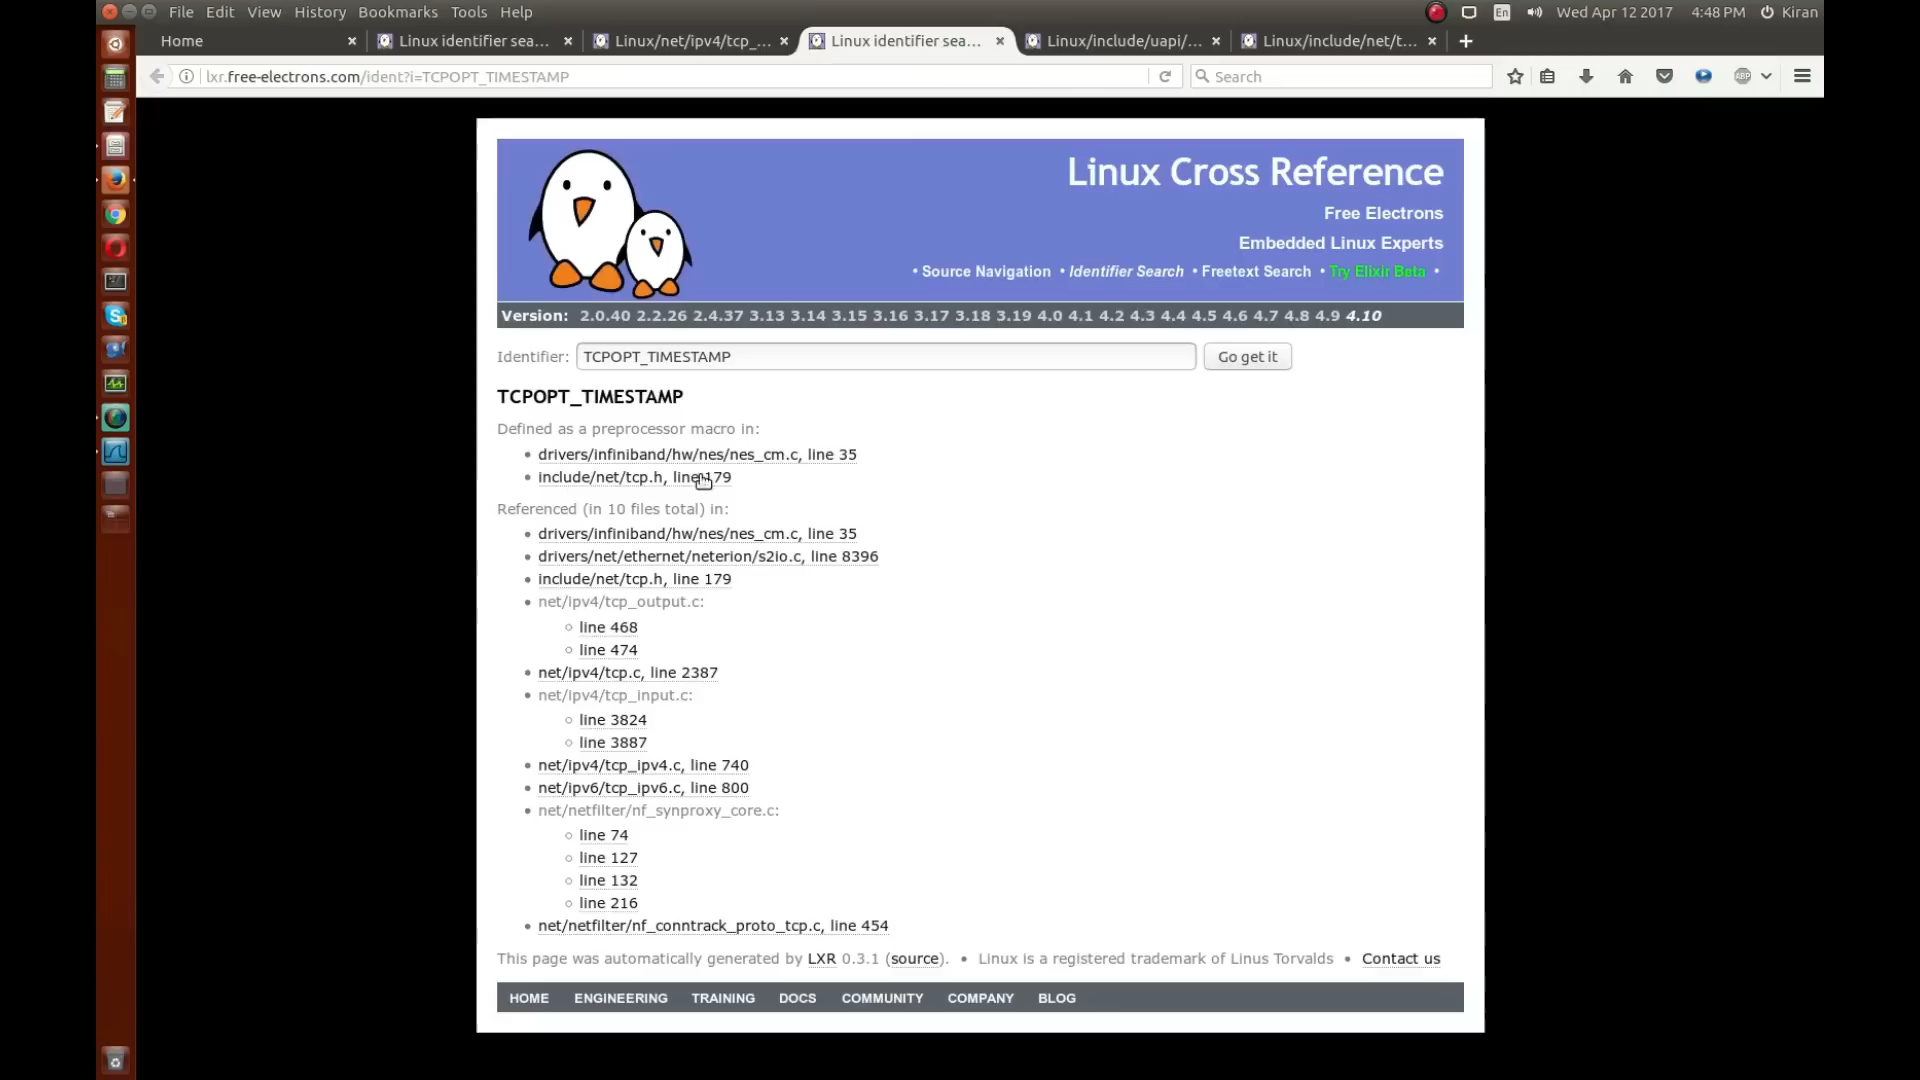 File Edit View History Bookmarks Tools Help
En Wed Apr 12 2017 4:48 PM Kiran
Home
Linux identifier sea...
Linux/net/ipv4/tcp_...
Linux identifier sea...
Linux/include/uapi/...
Linux/include/net/t...
lxr.free-electrons.com/ident?i=TCPOPT_TIMESTAMP
Search
ABP
Linux Cross Reference
Free Electrons
Embedded Linux Experts
• Source Navigation • Identifier Search • Freetext Search • Try Elixir Beta •
Version: 2.0.40 2.2.26 2.4.37 3.13 3.14 3.15 3.16 3.17 3.18 3.19 4.0 4.1 4.2 4.3 4.4 4.5 4.6 4.7 4.8 4.9 4.10
Identifier: TCPOPT_TIMESTAMP Go get it
TCPOPT_TIMESTAMP
Defined as a preprocessor macro in:
• drivers/infiniband/hw/nes/nes_cm.c, line 35
• include/net/tcp.h, line 179
Referenced (in 10 files total) in:
• drivers/infiniband/hw/nes/nes_cm.c, line 35
• drivers/net/ethernet/neterion/s2io.c, line 8396
• include/net/tcp.h, line 179
• net/ipv4/tcp_output.c:
○ line 468
○ line 474
• net/ipv4/tcp.c, line 2387
• net/ipv4/tcp_input.c:
○ line 3824
○ line 3887
• net/ipv4/tcp_ipv4.c, line 740
• net/ipv6/tcp_ipv6.c, line 800
• net/netfilter/nf_synproxy_core.c:
○ line 74
○ line 127
○ line 132
○ line 216
• net/netfilter/nf_conntrack_proto_tcp.c, line 454
This page was automatically generated by LXR 0.3.1 (source). • Linux is a registered trademark of Linus Torvalds • Contact us
HOME ENGINEERING TRAINING DOCS COMMUNITY COMPANY BLOG